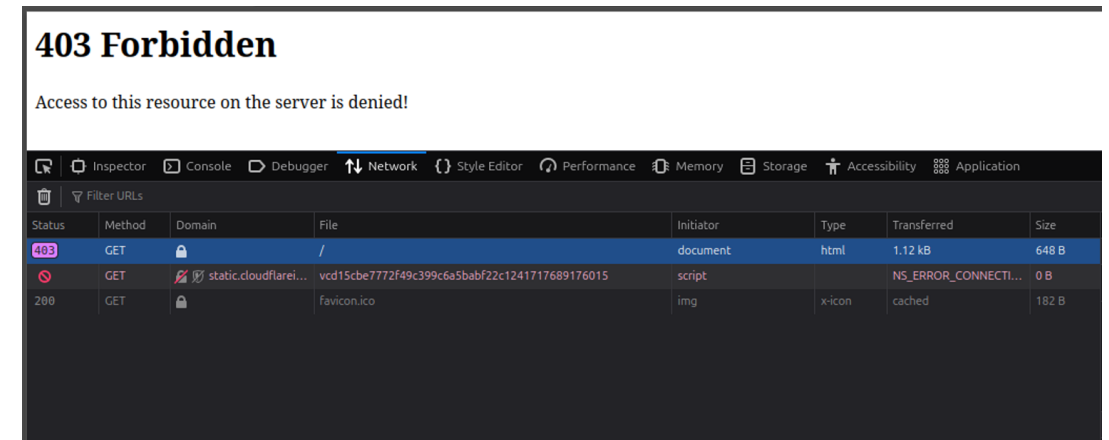 403 Forbidden
Access to this resource on the server is denied!
Inspector Console Debugger Network Style Editor Performance Memory Storage Accessibility Application
Filter URLs
Status Method Domain File Initiator Type Transferred Size
403 GET / document html 1.12 kB 648 B
GET static.cloudflarei... vcd15cbe7772f49c399c6a5babf22c1241717689176015 script NS_ERROR_CONNECTI... 0 B
200 GET favicon.ico img x-icon cached 182 B